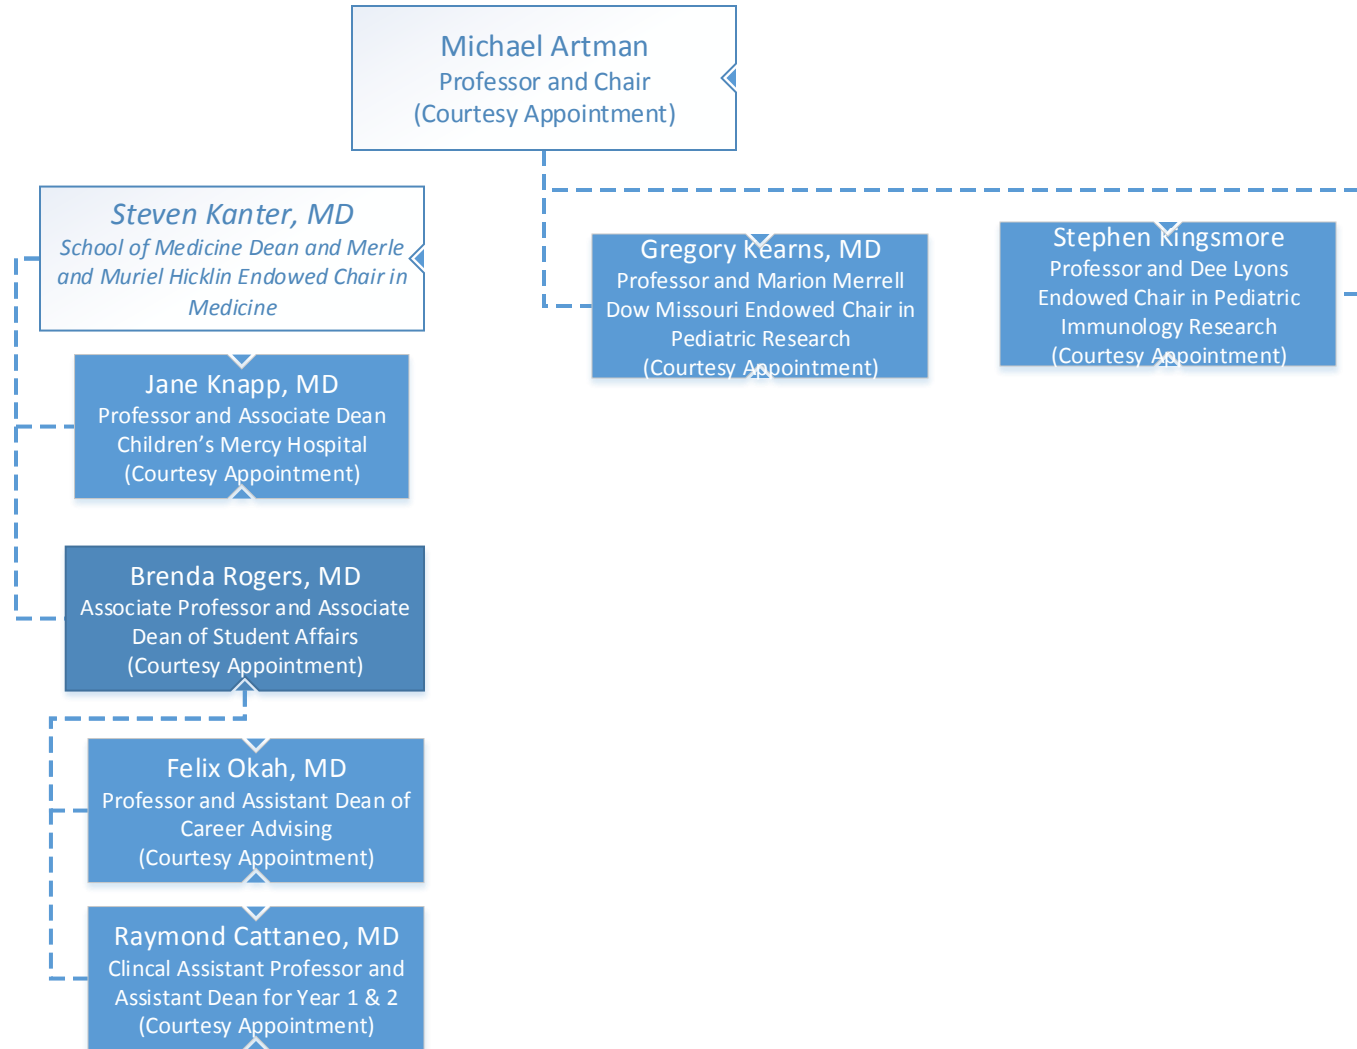 Michael Artman
Professor and Chair
(Courtesy Appointment)
Steven Kanter, MD
School of Medicine Dean and Merle
and Muriel Hicklin Endowed Chair in
Medicine
Gregory Kearns, MD
Professor and Marion Merrell
Dow Missouri Endowed Chair in
Pediatric Research
(Courtesy Appointment)
Stephen Kingsmore
Professor and Dee Lyons
Endowed Chair in Pediatric
Immunology Research
(Courtesy Appointment)
Jane Knapp, MD
Professor and Associate Dean
Children’s Mercy Hospital
(Courtesy Appointment)
Brenda Rogers, MD
Associate Professor and Associate
Dean of Student Affairs
(Courtesy Appointment)
Felix Okah, MD
Professor and Assistant Dean of
Career Advising
(Courtesy Appointment)
Raymond Cattaneo, MD
Clincal Assistant Professor and
Assistant Dean for Year 1 & 2
(Courtesy Appointment)